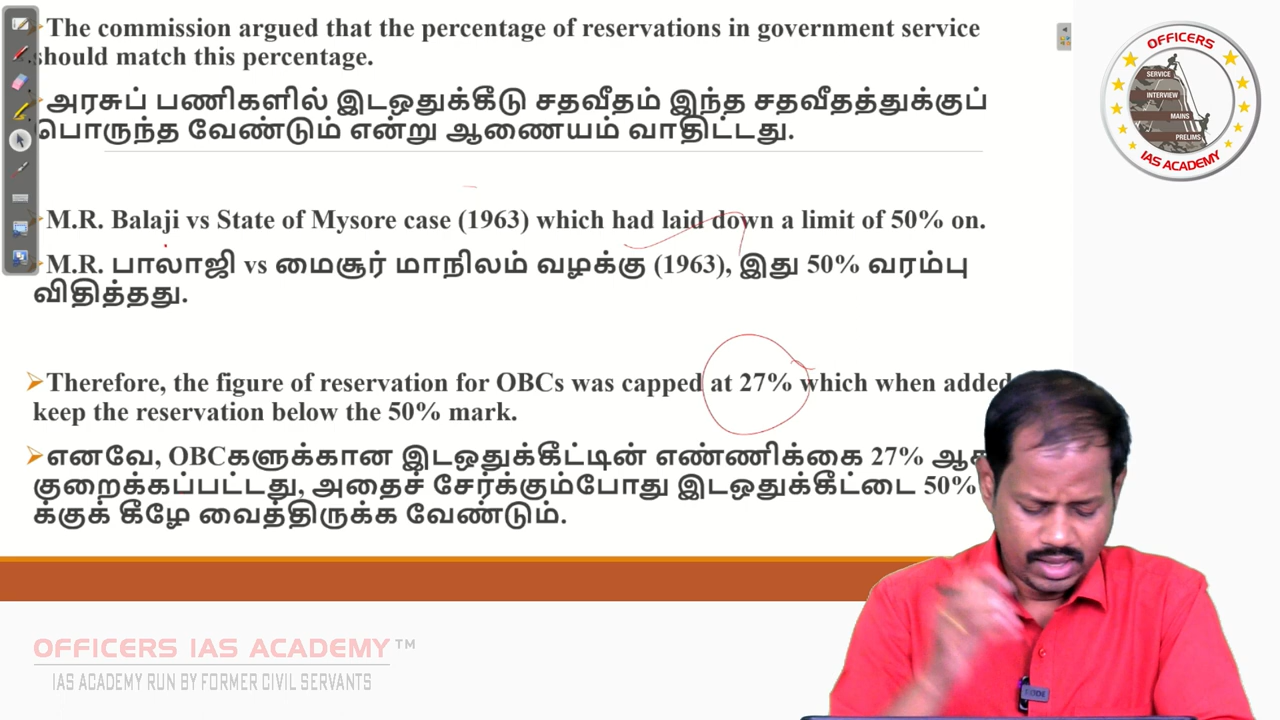 The commission argued that the percentage of reservations in government service
should match this percentage.
அரசுப் பணிகளில் இடஒதுக்கீடு சதவீதம் இந்த சதவீதத்துக்குப்
பொருந்த வேண்டும் என்று ஆணையம் வாதிட்டது.
M.R. Balaji vs State of Mysore case (1963) which had laid down a limit of 50% on.
M.R. பாலாஜி vs மைசூர் மாநிலம் வழக்கு (1963), இது 50% வரம்பு
விதித்தது.
Therefore, the figure of reservation for OBCs was capped at 27% which when added
keep the reservation below the 50% mark.
எனவே, OBCகளுக்கான இடஒதுக்கீட்டின் எண்ணிக்கை 27%
குறைக்கப்பட்டது, அதைச் சேர்க்கும்போது இடஒதுக்கீட்டை 50%
க்குக் கீழே வைத்திருக்க வேண்டும்.
OFFICERS
SERVICE
INTERVIEW
MAINS
PRELIMS
IAS ACADEMY
OFFICERS IAS ACADEMY™
IAS ACADEMY RUN BY FORMER CIVIL SERVANTS
RODE